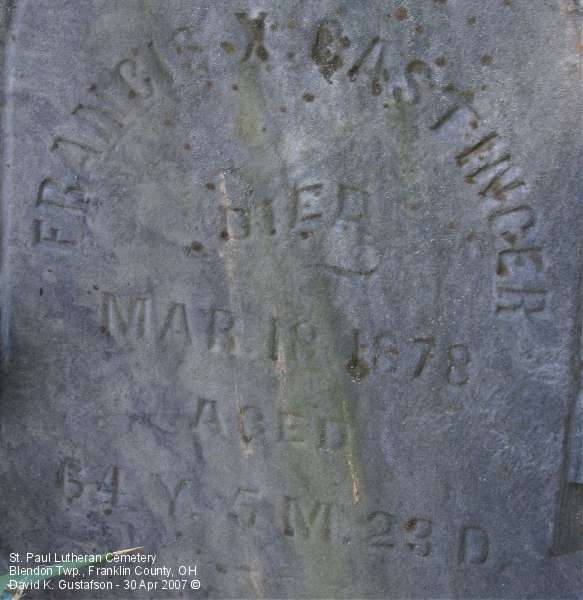 FRANCIS X. CASTINGER
DIED
MAR. 18 1878
AGED
64 Y 5 M 23 D
St. Paul Lutheran Cemetery
Blendon Twp., Franklin County, OH
David K. Gustafson - 30 Apr 2007 ©